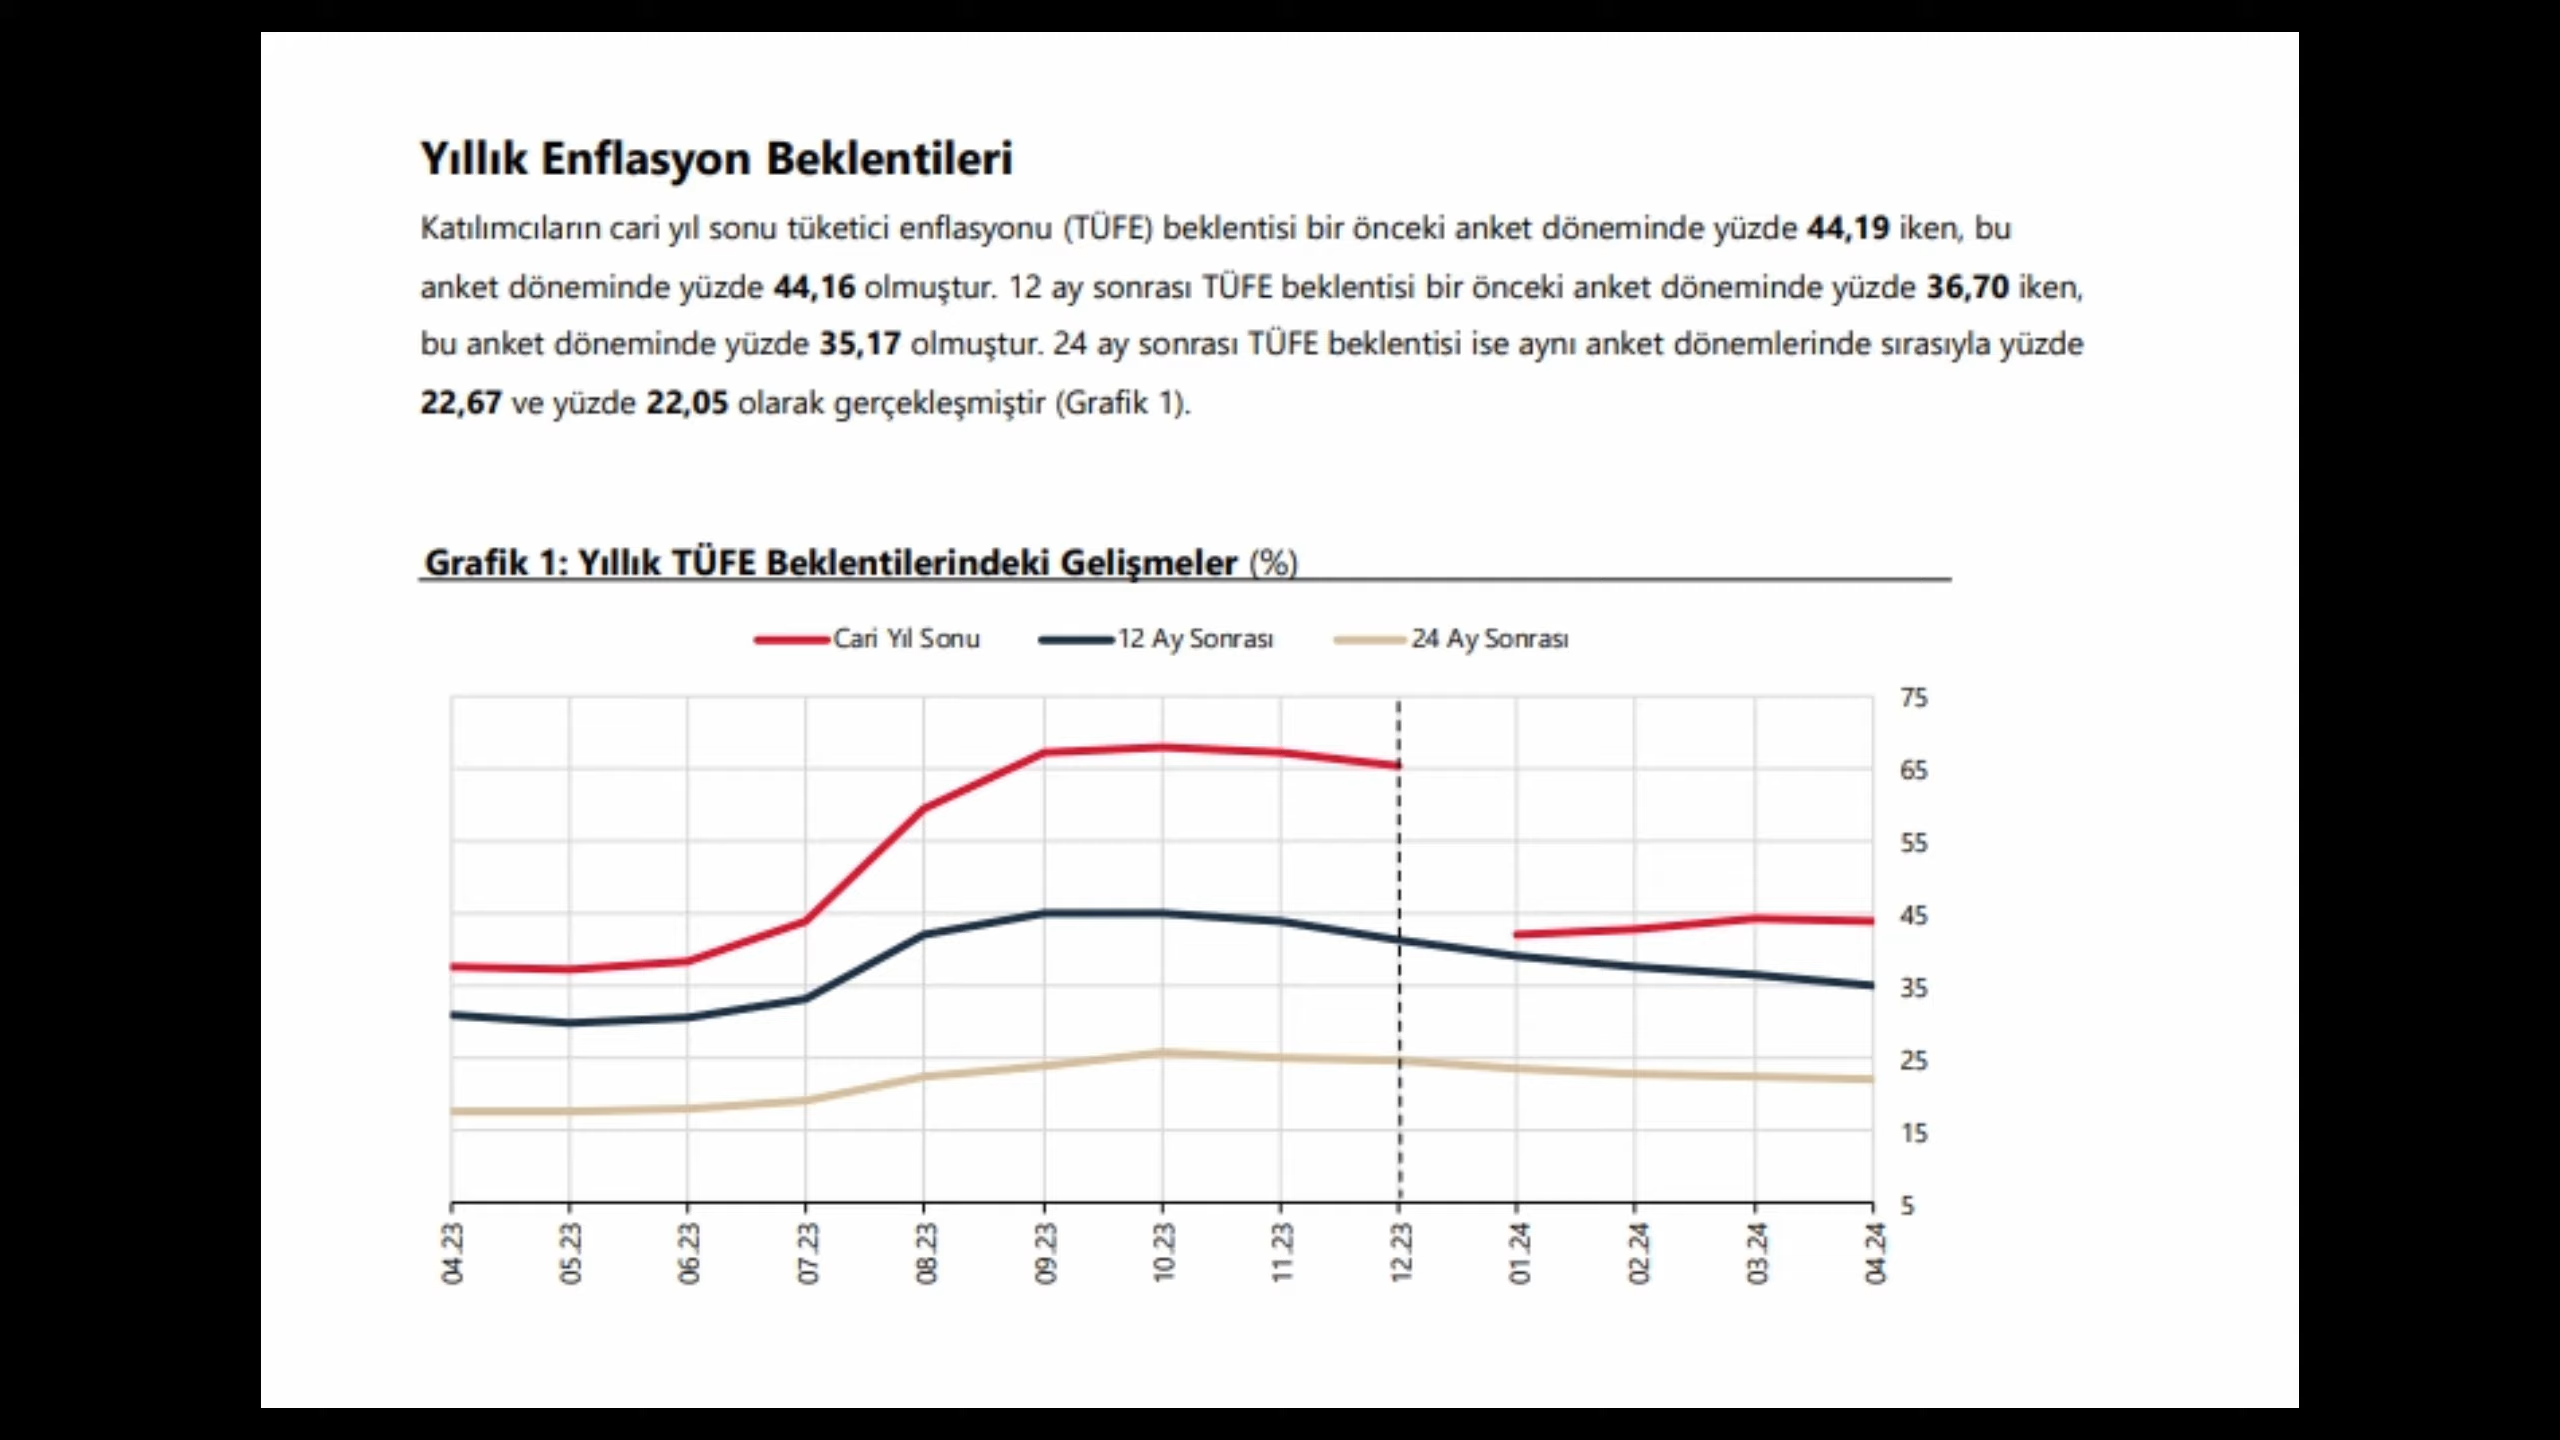 Yıllık Enflasyon Beklentileri
Katılımcıların cari yıl sonu tüketici enflasyonu (TÜFE) beklentisi bir önceki anket döneminde yüzde 44,19 iken, bu
anket döneminde yüzde 44,16 olmuştur. 12 ay sonrası TÜFE beklentisi bir önceki anket döneminde yüzde 36,70 iken,
bu anket döneminde yüzde 35,17 olmuştur. 24 ay sonrası TÜFE beklentisi ise aynı anket dönemlerinde sırasıyla yüzde
22,67 ve yüzde 22,05 olarak gerçekleşmiştir (Grafik 1).
Grafik 1: Yıllık TÜFE Beklentilerindeki Gelişmeler (%)
Cari Yıl Sonu 12 Ay Sonrası 24 Ay Sonrası
75
65
55
45
35
25
15
5
04.23 05.23 06.23 07.23 08.23 09.23 10.23 11.23 12.23 01.24 02.24 03.24 04.24